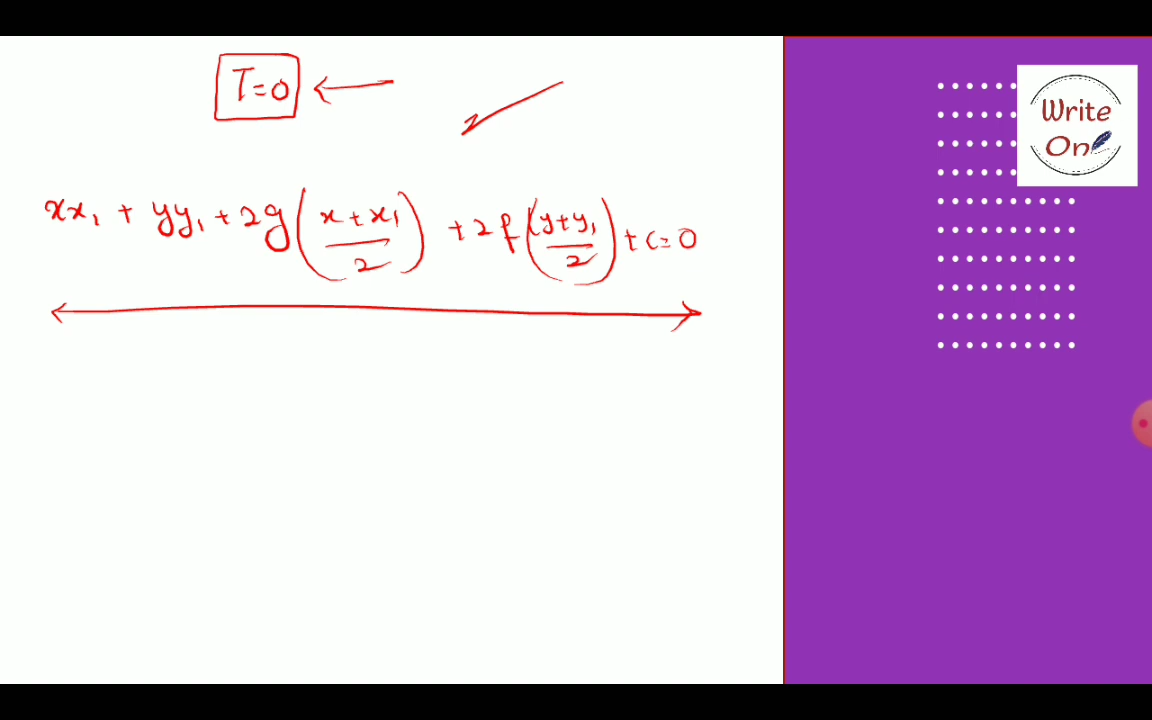 T=0
xx₁ + yy₁ + 2g((x+x₁)/2) + 2f((y+y₁)/2) + c=0
Write
On